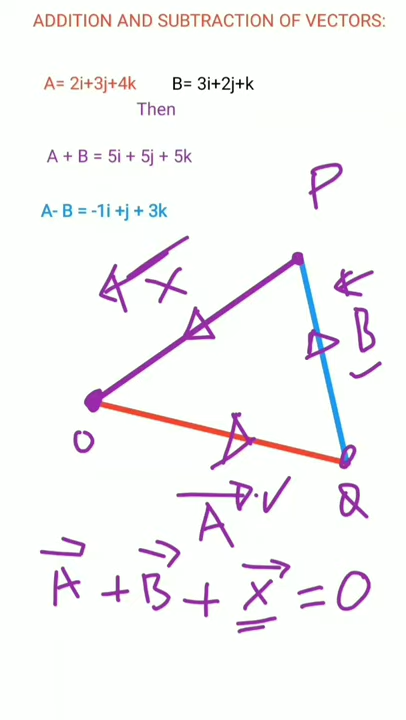 ADDITION AND SUBTRACTION OF VECTORS:
A= 2i+3j+4k B= 3i+2j+k
Then
A + B = 5i + 5j + 5k
A- B = -1i +j + 3k
P
X
B
O
Q
A
A + B + X = 0